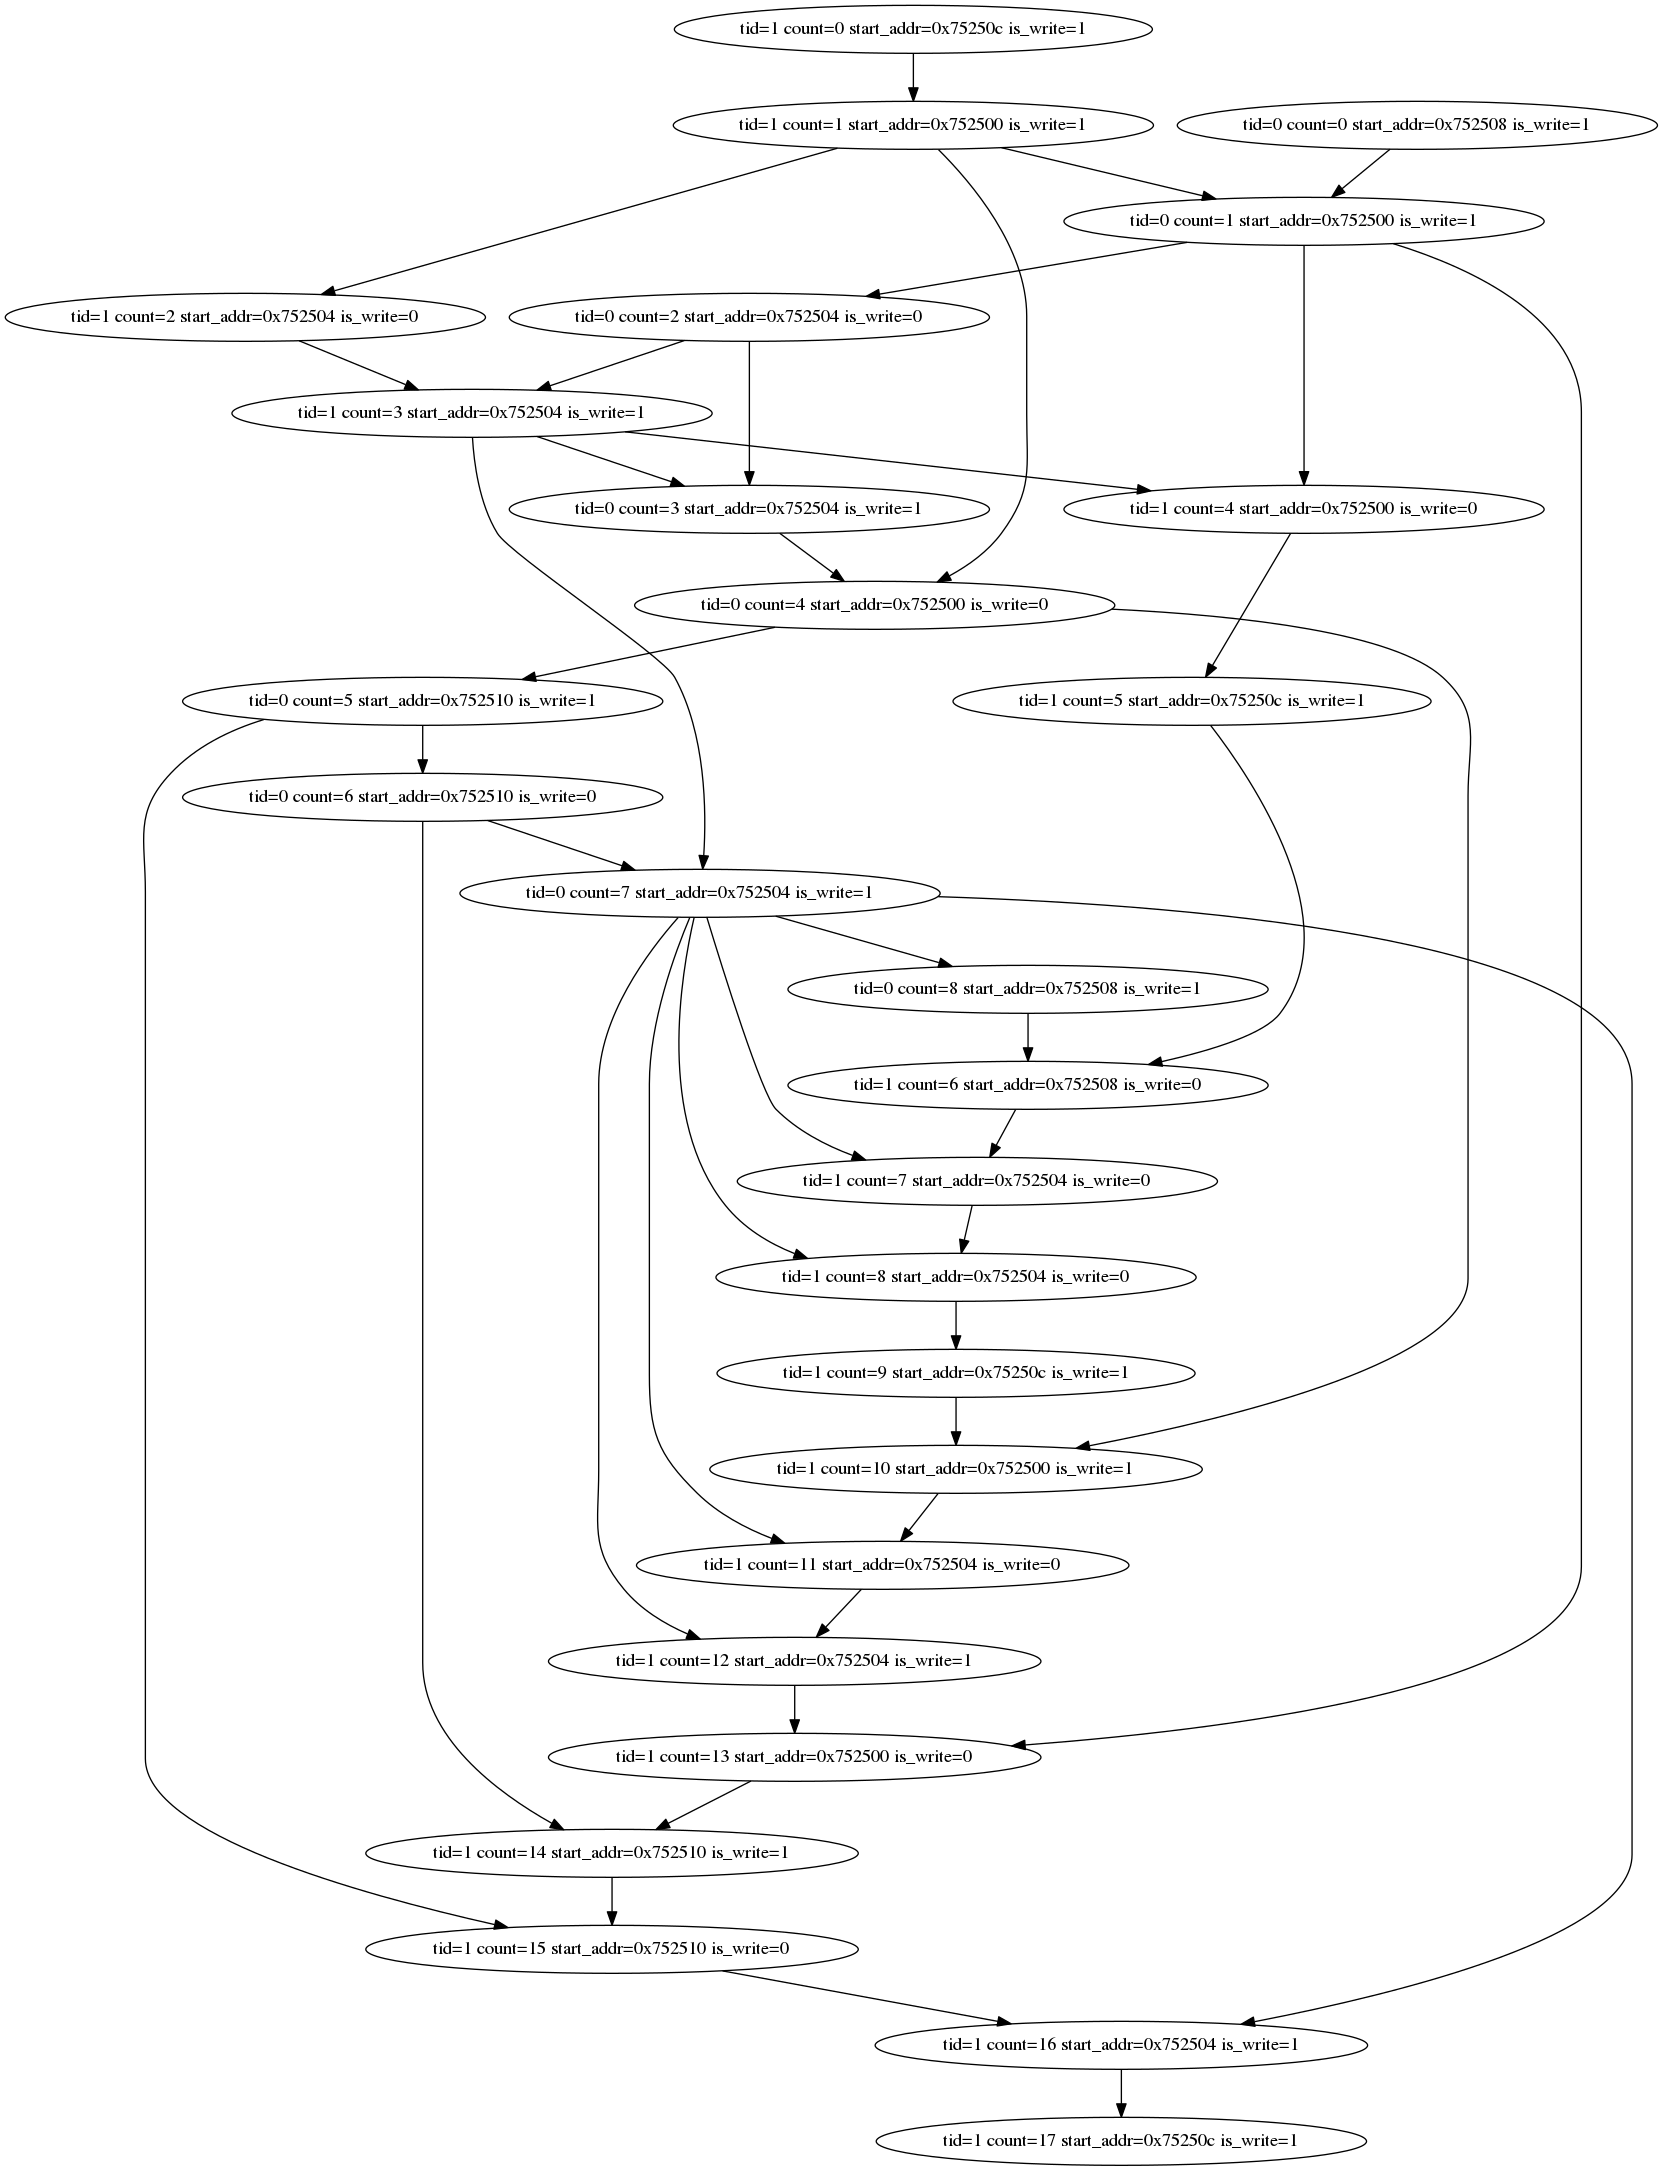 tid=1 count=0 start_addr=0x75250c is_write=1
tid=1 count=1 start_addr=0x752500 is_write=1
tid=0 count=0 start_addr=0x752508 is_write=1
tid=0 count=1 start_addr=0x752500 is_write=1
tid=1 count=2 start_addr=0x752504 is_write=0
tid=0 count=2 start_addr=0x752504 is_write=0
tid=1 count=3 start_addr=0x752504 is_write=1
tid=0 count=3 start_addr=0x752504 is_write=1
tid=1 count=4 start_addr=0x752500 is_write=0
tid=0 count=4 start_addr=0x752500 is_write=0
tid=0 count=5 start_addr=0x752510 is_write=1
tid=1 count=5 start_addr=0x75250c is_write=1
tid=0 count=6 start_addr=0x752510 is_write=0
tid=0 count=7 start_addr=0x752504 is_write=1
tid=0 count=8 start_addr=0x752508 is_write=1
tid=1 count=6 start_addr=0x752508 is_write=0
tid=1 count=7 start_addr=0x752504 is_write=0
tid=1 count=8 start_addr=0x752504 is_write=0
tid=1 count=9 start_addr=0x75250c is_write=1
tid=1 count=10 start_addr=0x752500 is_write=1
tid=1 count=11 start_addr=0x752504 is_write=0
tid=1 count=12 start_addr=0x752504 is_write=1
tid=1 count=13 start_addr=0x752500 is_write=0
tid=1 count=14 start_addr=0x752510 is_write=1
tid=1 count=15 start_addr=0x752510 is_write=0
tid=1 count=16 start_addr=0x752504 is_write=1
tid=1 count=17 start_addr=0x75250c is_write=1